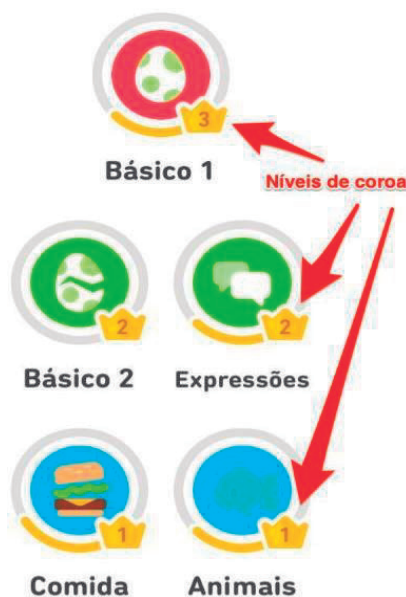 3
Básico 1
Níveis de coroa
2
2
Básico 2
Expressões
1
1
Comida
Animais